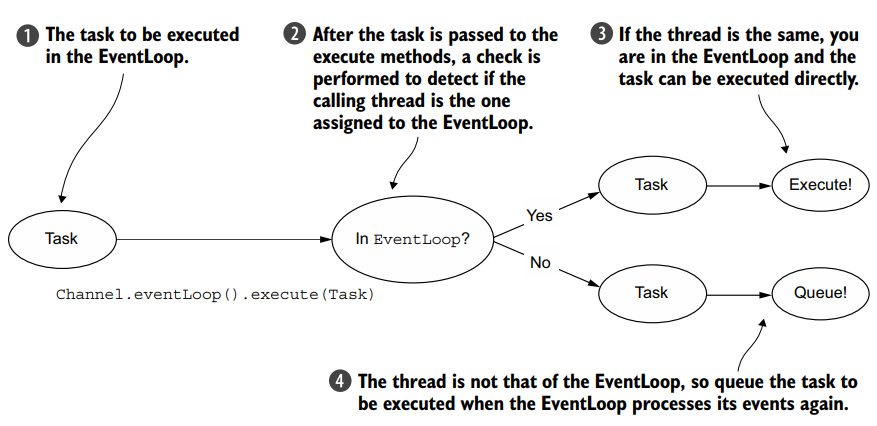 1 The task to be executed
in the EventLoop.
2 After the task is passed to the
execute methods, a check is
performed to detect if the
calling thread is the one
assigned to the EventLoop.
3 If the thread is the same, you
are in the EventLoop and the
task can be executed directly.
Task
Channel.eventLoop().execute(Task)
In EventLoop?
Yes
Task
Execute!
No
Task
Queue!
4 The thread is not that of the EventLoop, so queue the task to
be executed when the EventLoop processes its events again.